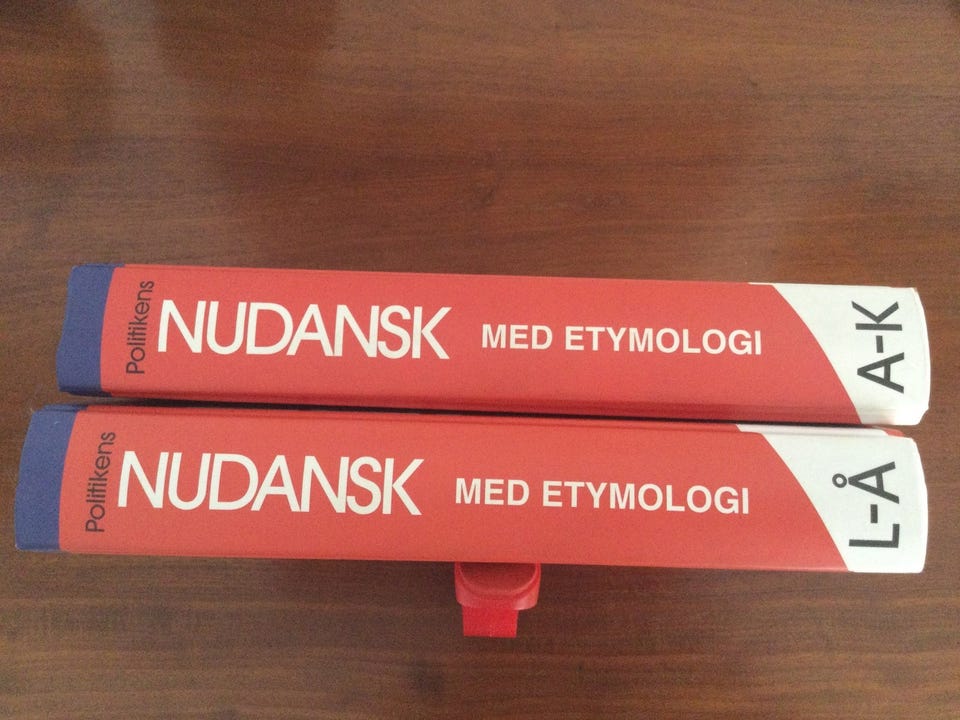 Politikens NUDANSK MED ETYMOLOGI A-K
Politikens NUDANSK MED ETYMOLOGI L-Å